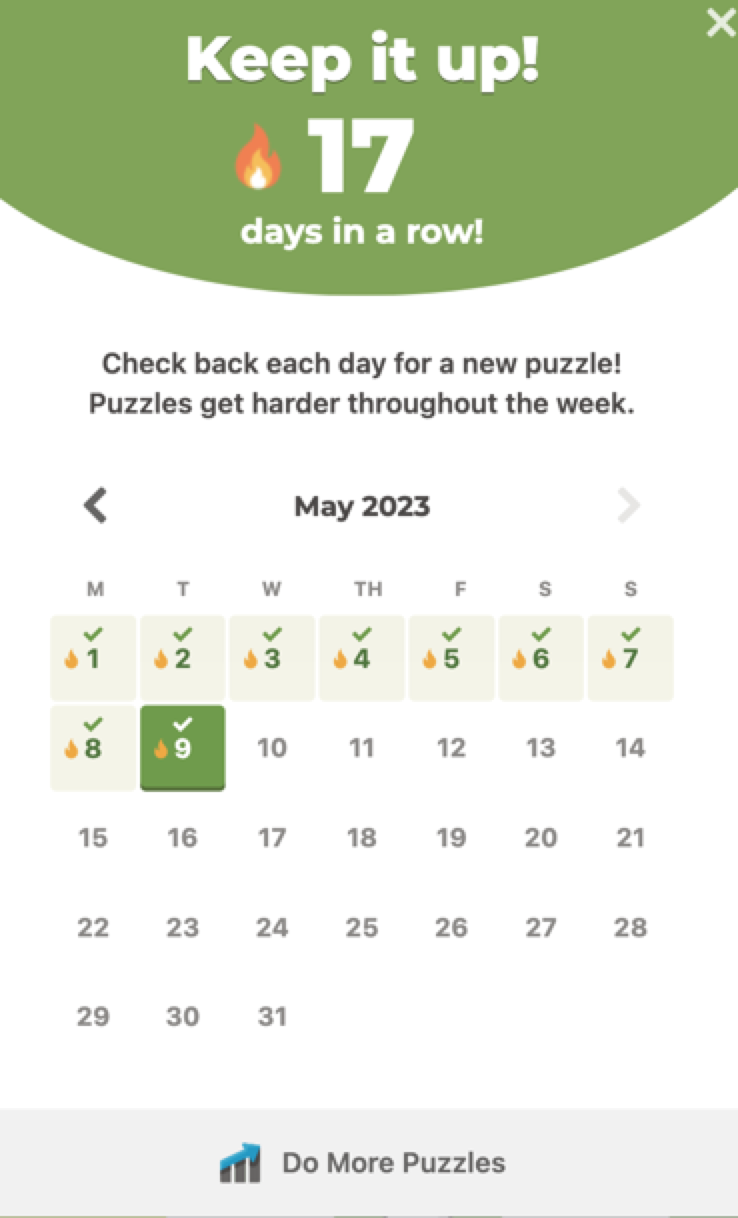 Keep it up!
17
days in a row!
Check back each day for a new puzzle!
Puzzles get harder throughout the week.
May 2023
M T W TH F S S
1 2 3 4 5 6 7
8 9 10 11 12 13 14
15 16 17 18 19 20 21
22 23 24 25 26 27 28
29 30 31
Do More Puzzles